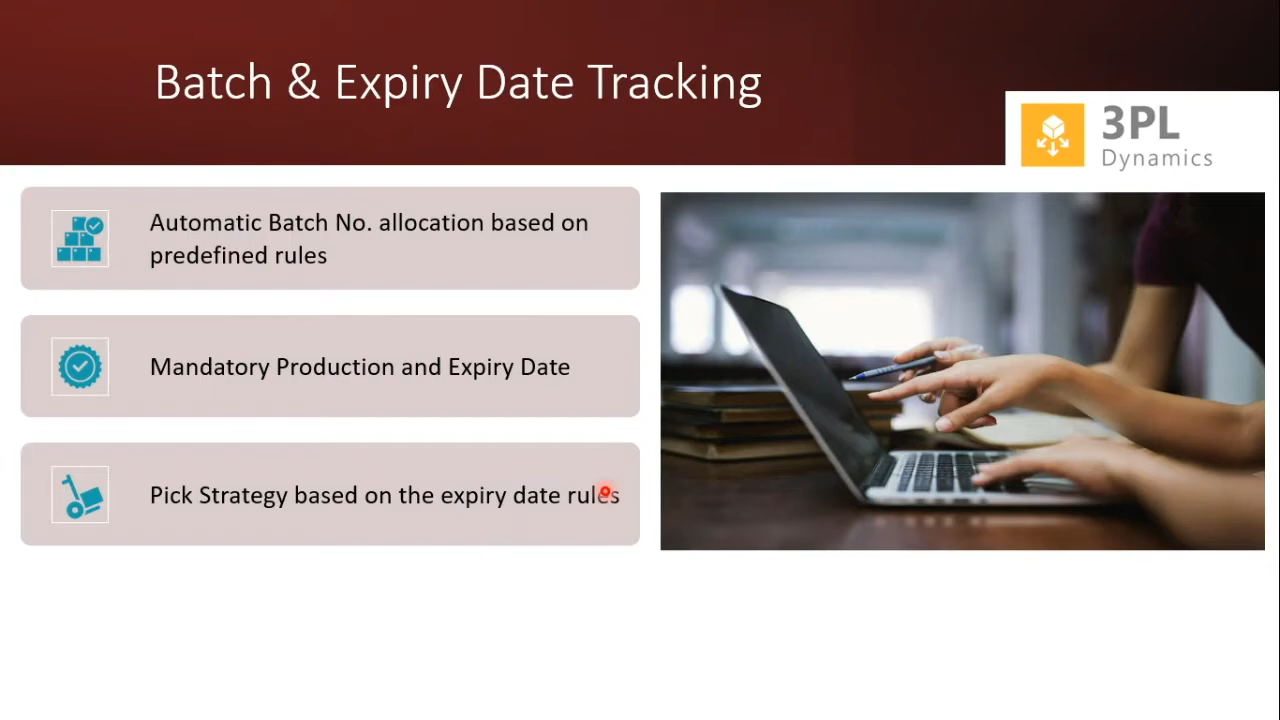 Batch & Expiry Date Tracking
3PL
Dynamics
Automatic Batch No. allocation based on
predefined rules
Mandatory Production and Expiry Date
Pick Strategy based on the expiry date rules